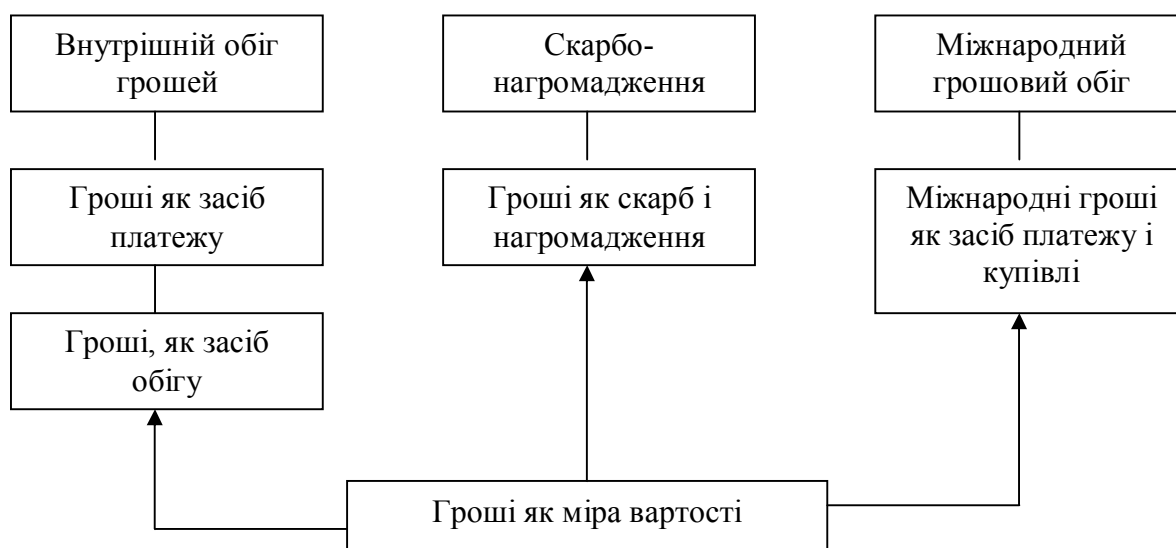 Внутрішній обіг
грошей
Скарбо-
нагромадження
Міжнародний
грошовий обіг
Гроші як засіб
платежу
Гроші як скарб і
нагромадження
Міжнародні гроші
як засіб платежу і
купівлі
Гроші, як засіб
обігу
Гроші як міра вартості